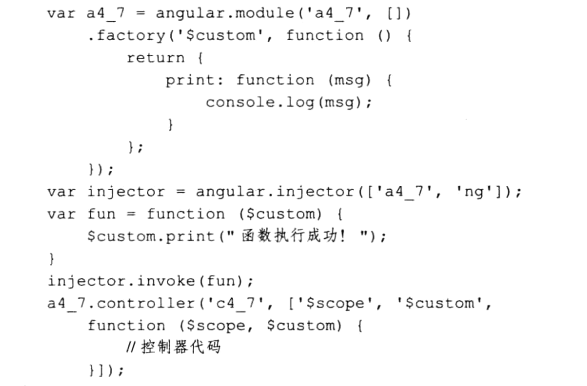 var a4_7 = angular.module('a4_7', [])
    .factory('$custom', function () {
        return {
            print: function (msg) {
                console.log(msg);
            }
        };
    });
var injector = angular.injector(['a4_7', 'ng']);
var fun = function ($custom) {
    $custom.print("函数执行成功! ");
}
injector.invoke(fun);
a4_7.controller('c4_7', ['$scope', '$custom',
    function ($scope, $custom) {
        //控制器代码
    }]);